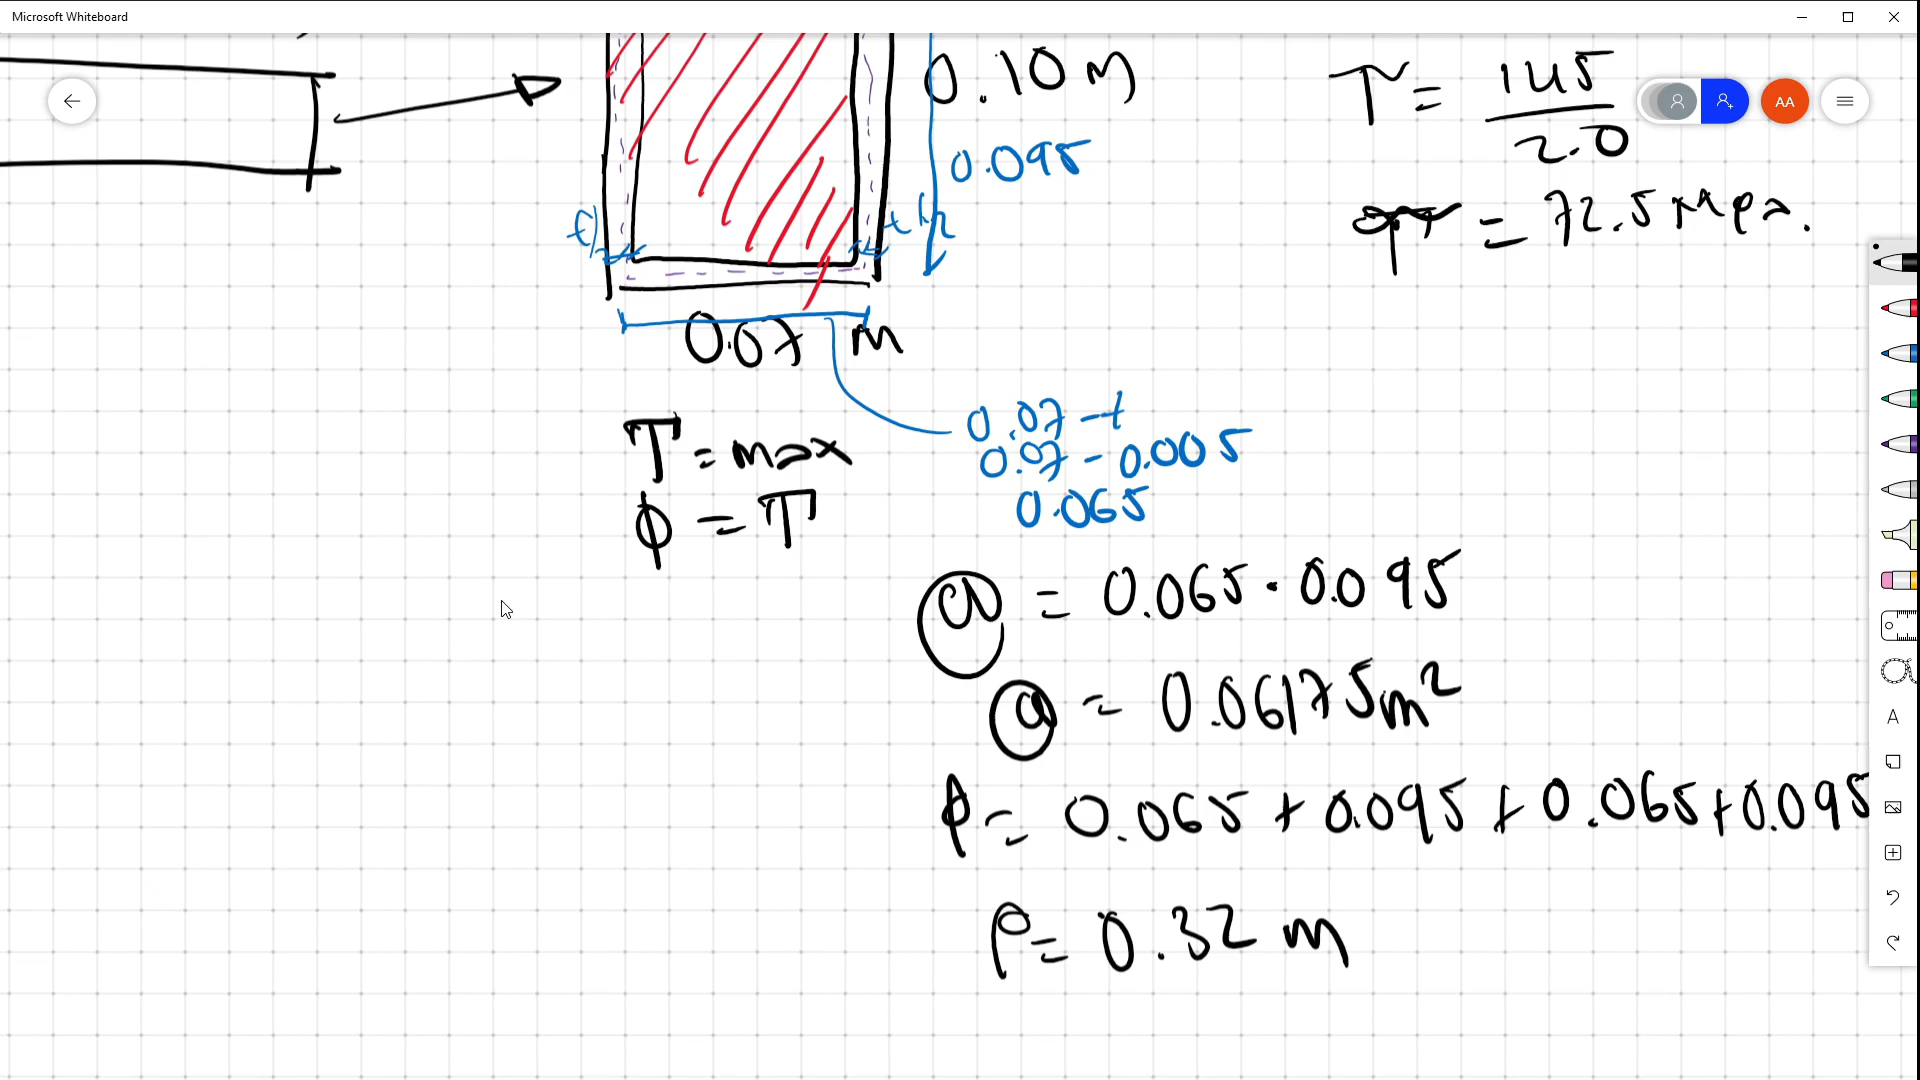 Microsoft Whiteboard
0.10 m
0.095
τ = 145
2.0
τ = 72.5 Mpa.
AA
t/2
0.07 m
0.07 - t
0.07 - 0.005
0.065
T = max
ϕ = T
a = 0.065 · 0.095
a = 0.06175 m²
P = 0.065 + 0.095 + 0.065 + 0.095
P = 0.32 m
A